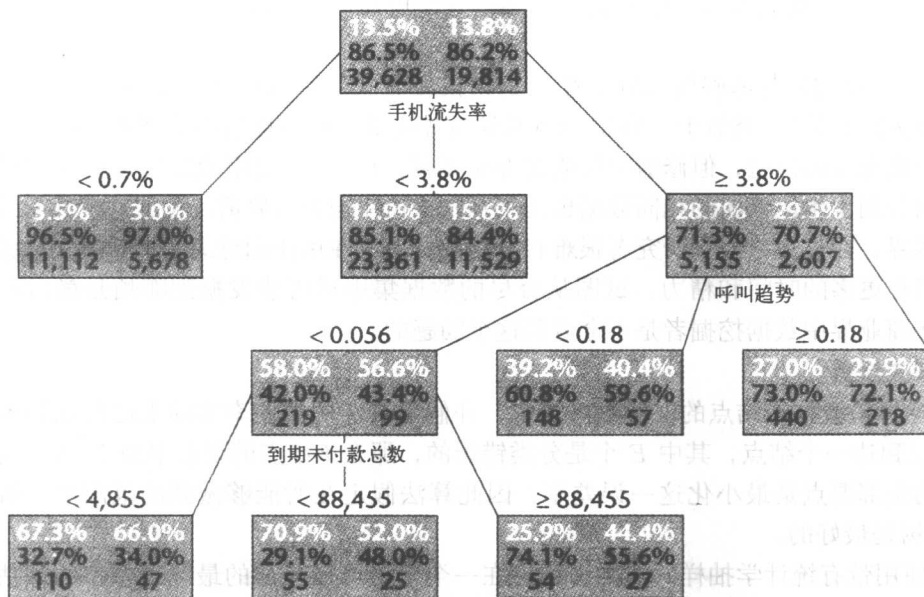 13.5% 13.8%
86.5% 86.2%
39,628 19,814
手机流失率
< 0.7% < 3.8% ≥ 3.8%
3.5% 3.0% 14.9% 15.6% 28.7% 29.3%
96.5% 97.0% 85.1% 84.4% 71.3% 70.7%
11,112 5,678 23,361 11,529 5,155 2,607
呼叫趋势
< 0.056 < 0.18 ≥ 0.18
58.0% 56.6% 39.2% 40.4% 27.0% 27.9%
42.0% 43.4% 60.8% 59.6% 73.0% 72.1%
219 99 148 57 440 218
到期未付款总数
< 4,855 < 88,455 ≥ 88,455
67.3% 66.0% 70.9% 52.0% 25.9% 44.4%
32.7% 34.0% 29.1% 48.0% 74.1% 55.6%
110 47 55 25 54 27